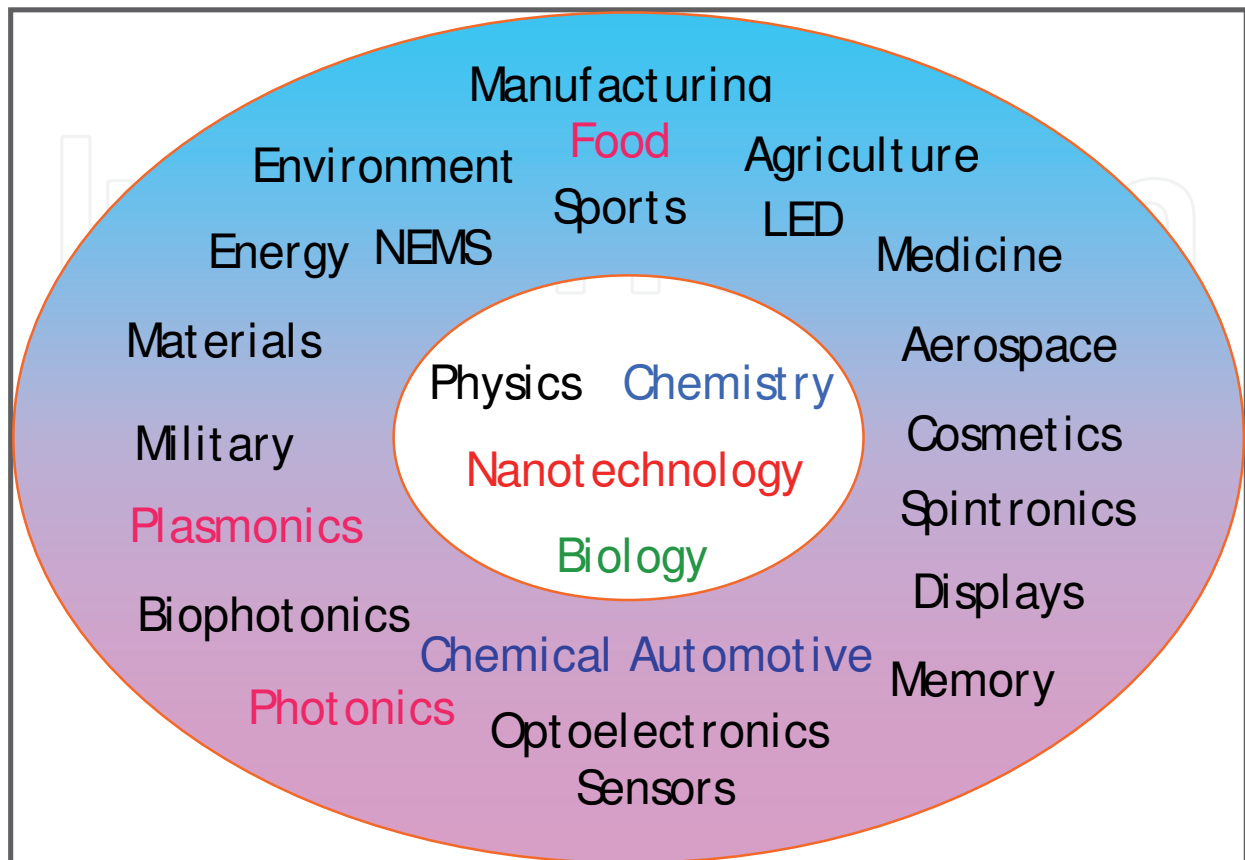 Manufacturing
Food
Environment
Agriculture
Sports
LED
Energy NEMS
Medicine
Materials
Aerospace
Physics Chemistry
Military
Cosmetics
Nanotechnology
Plasmonics
Spintronics
Biology
Biophotonics
Displays
Chemical Automotive
Memory
Photonics
Optoelectronics
Sensors